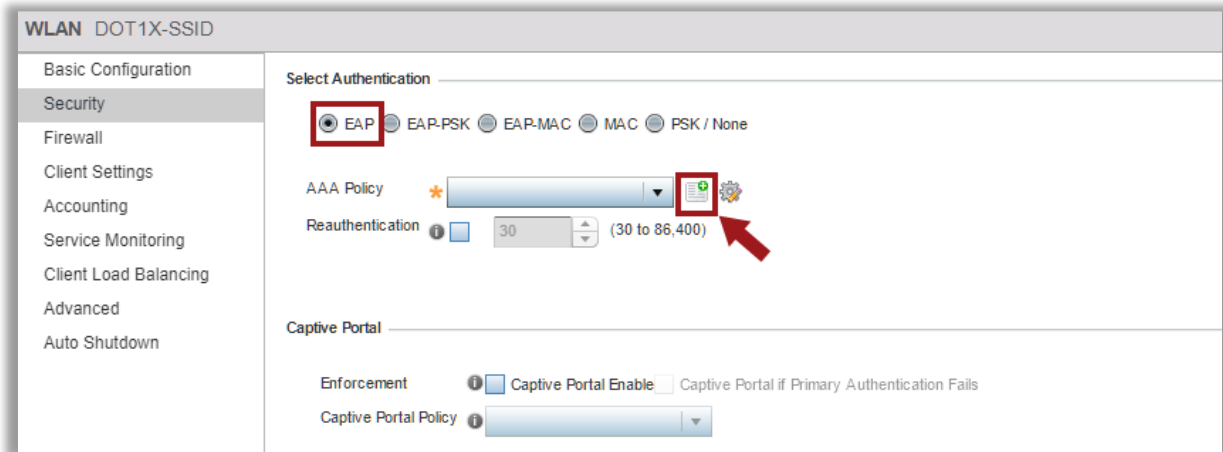 WLAN DOT1X-SSID
Basic Configuration
Security
Firewall
Client Settings
Accounting
Service Monitoring
Client Load Balancing
Advanced
Auto Shutdown
Select Authentication
EAP EAP-PSK EAP-MAC MAC PSK / None
AAA Policy
Reauthentication 30 (30 to 86,400)
Captive Portal
Enforcement Captive Portal Enable Captive Portal if Primary Authentication Fails
Captive Portal Policy